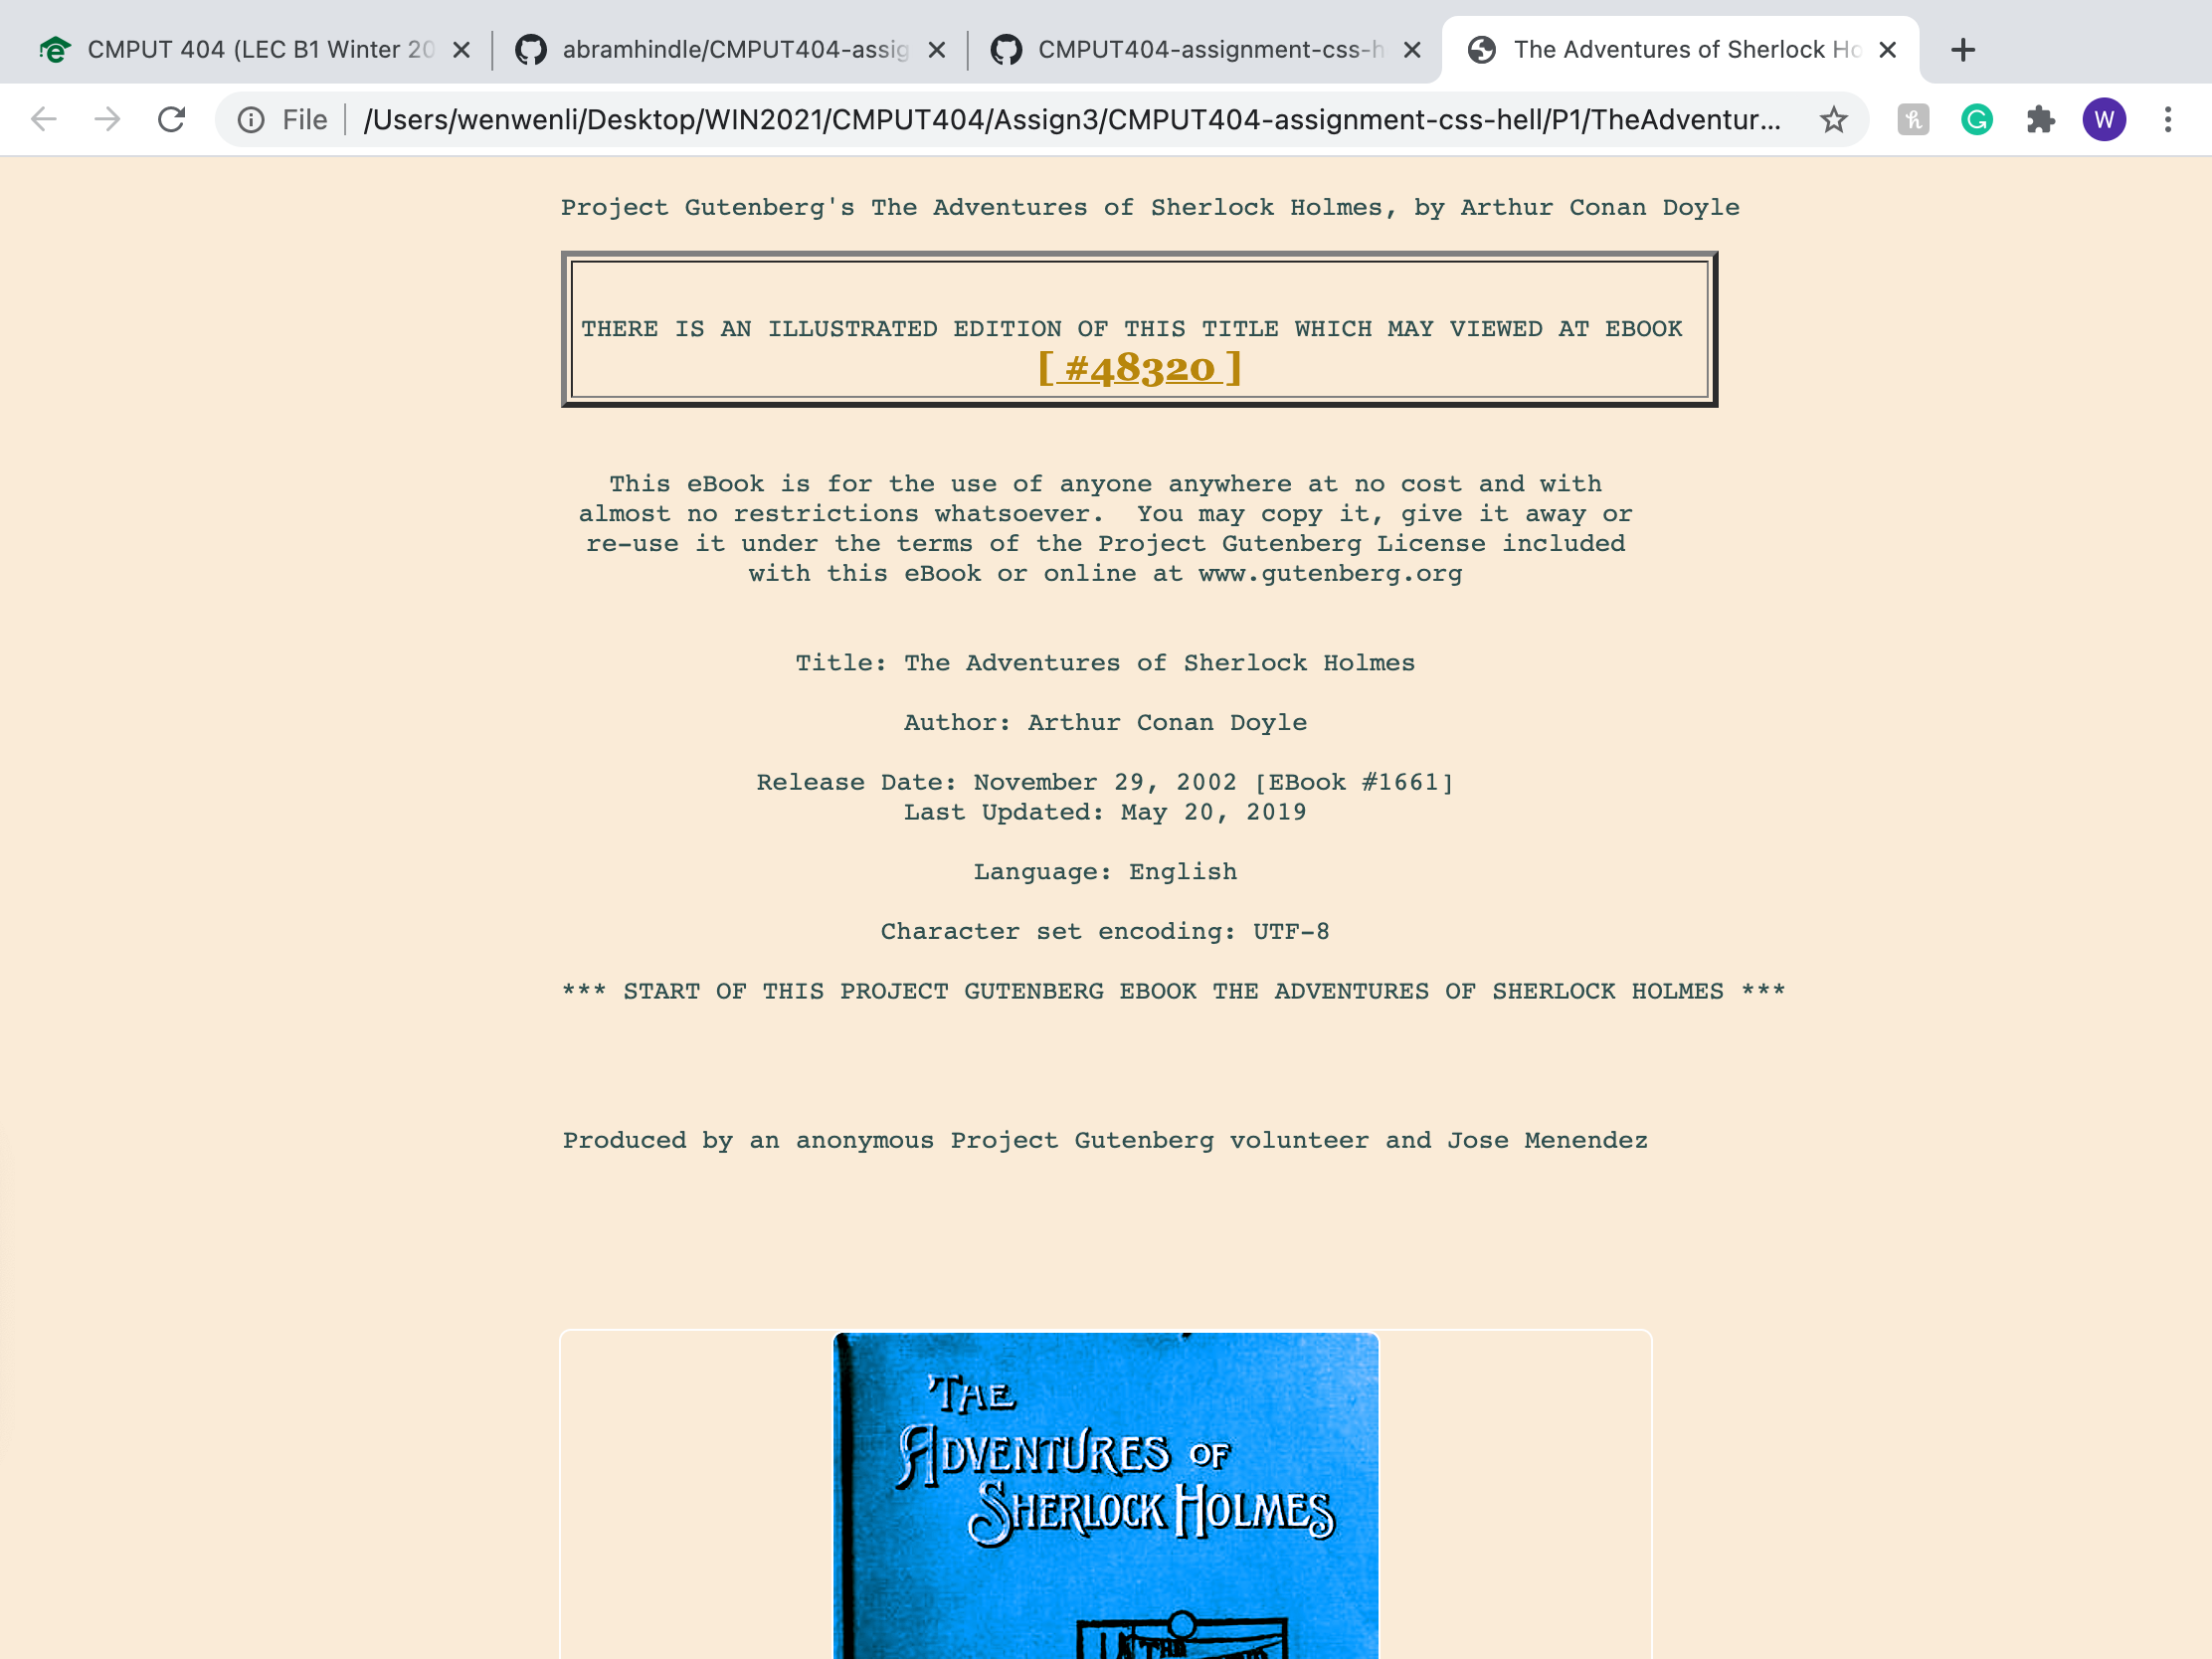 CMPUT 404 (LEC B1 Winter 20
abramhindle/CMPUT404-assig
CMPUT404-assignment-css-h
The Adventures of Sherlock Ho
File
/Users/wenwenli/Desktop/WIN2021/CMPUT404/Assign3/CMPUT404-assignment-css-hell/P1/TheAdventur...
W
Project Gutenberg's The Adventures of Sherlock Holmes, by Arthur Conan Doyle
THERE IS AN ILLUSTRATED EDITION OF THIS TITLE WHICH MAY VIEWED AT EBOOK
[ #48320 ]
This eBook is for the use of anyone anywhere at no cost and with
almost no restrictions whatsoever.  You may copy it, give it away or
re-use it under the terms of the Project Gutenberg License included
with this eBook or online at www.gutenberg.org
Title: The Adventures of Sherlock Holmes
Author: Arthur Conan Doyle
Release Date: November 29, 2002 [EBook #1661]
Last Updated: May 20, 2019
Language: English
Character set encoding: UTF-8
*** START OF THIS PROJECT GUTENBERG EBOOK THE ADVENTURES OF SHERLOCK HOLMES ***
Produced by an anonymous Project Gutenberg volunteer and Jose Menendez
THE
ADVENTURES OF
SHERLOCK HOLMES